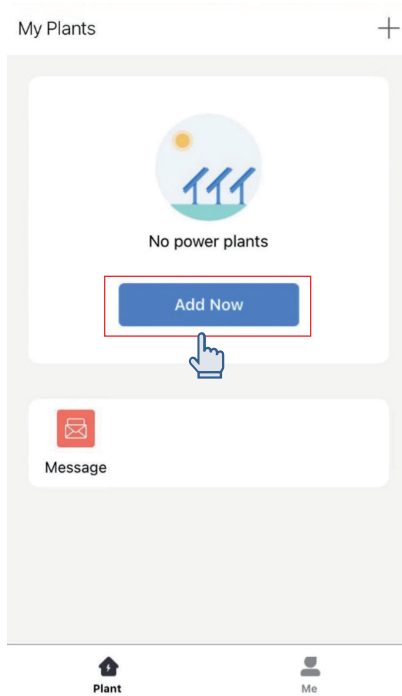 My Plants
No power plants
Add Now
Message
Plant
Me